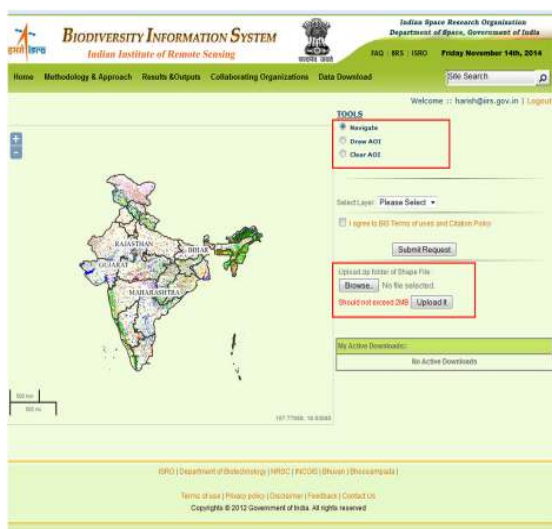 BIODIVERSITY INFORMATION SYSTEM
Indian Institute of Remote Sensing
Indian Space Research Organisation
Department of Space, Government of India
FAQ | IIRS | ISRO Friday November 14th, 2014
इसरो isro
Home Methodology & Approach Results &Outputs Collaborating Organizations Data Download
Site Search
Welcome :: harish@iirs.gov.in | Logout
TOOLS
Navigate
Draw AOI
Clear AOI
+
-
Select Layer Please Select
I agree to BIS Terms of uses and Citation Policy
Submit Request
Upload zip folder of Shape File
Browse.. No file selected.
Should not exceed 2MB Upload It
My Active Downloads::
No Active Downloads
RAJASTHAN
BIHAR
GUJARAT
MAHARASHTRA
500 km
500 mi
ISRO | Department of Biotechnology | NRSC | INCOIS | Bhuvan | Bhoosampada |
Terms of use | Privacy policy | Disclaimer | Feedback | Contact Us
Copyrights © 2012 Government of India. All rights reserved